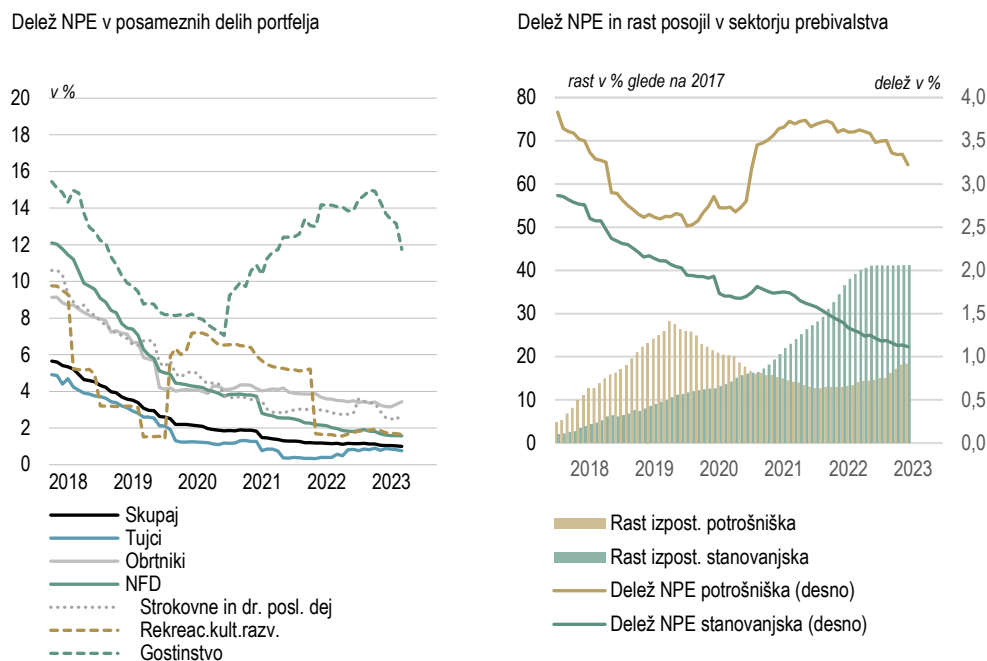 Delež NPE v posameznih delih portfelja
v %
20
18
16
14
12
10
8
6
4
2
0
2018 2019 2020 2021 2022 2023
Skupaj
Tujci
Obrtniki
NFD
Strokovne in dr. posl. dej
Rekreac.kult.razv.
Gostinstvo
Delež NPE in rast posojil v sektorju prebivalstva
rast v % glede na 2017 delež v %
80 4,0
70 3,5
60 3,0
50 2,5
40 2,0
30 1,5
20 1,0
10 0,5
0 0,0
2018 2019 2020 2021 2022 2023
Rast izpost. potrošniška
Rast izpost. stanovanjska
Delež NPE potrošniška (desno)
Delež NPE stanovanjska (desno)